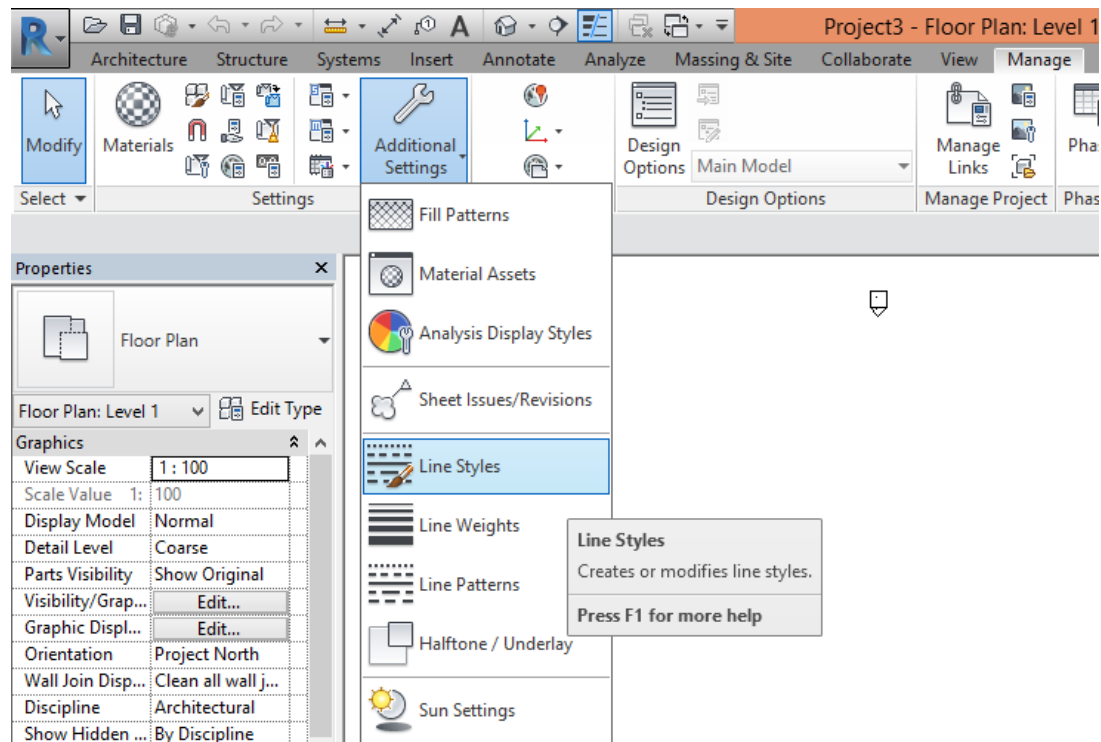 R
A
Project3 - Floor Plan: Level 1
Architecture Structure Systems Insert Annotate Analyze Massing & Site Collaborate View Manage
Modify
Materials
Additional
Settings
Design
Options
Main Model
Manage
Links
Phas
Select
Settings
Design Options
Manage Project
Phas
Fill Patterns
Material Assets
Analysis Display Styles
Sheet Issues/Revisions
Line Styles
Line Weights
Line Patterns
Halftone / Underlay
Sun Settings
Line Styles
Creates or modifies line styles.
Press F1 for more help
Properties
Floor Plan
Floor Plan: Level 1 Edit Type
Graphics
View Scale 1 : 100
Scale Value 1: 100
Display Model Normal
Detail Level Coarse
Parts Visibility Show Original
Visibility/Grap... Edit...
Graphic Displ... Edit...
Orientation Project North
Wall Join Disp... Clean all wall j...
Discipline Architectural
Show Hidden ... By Discipline